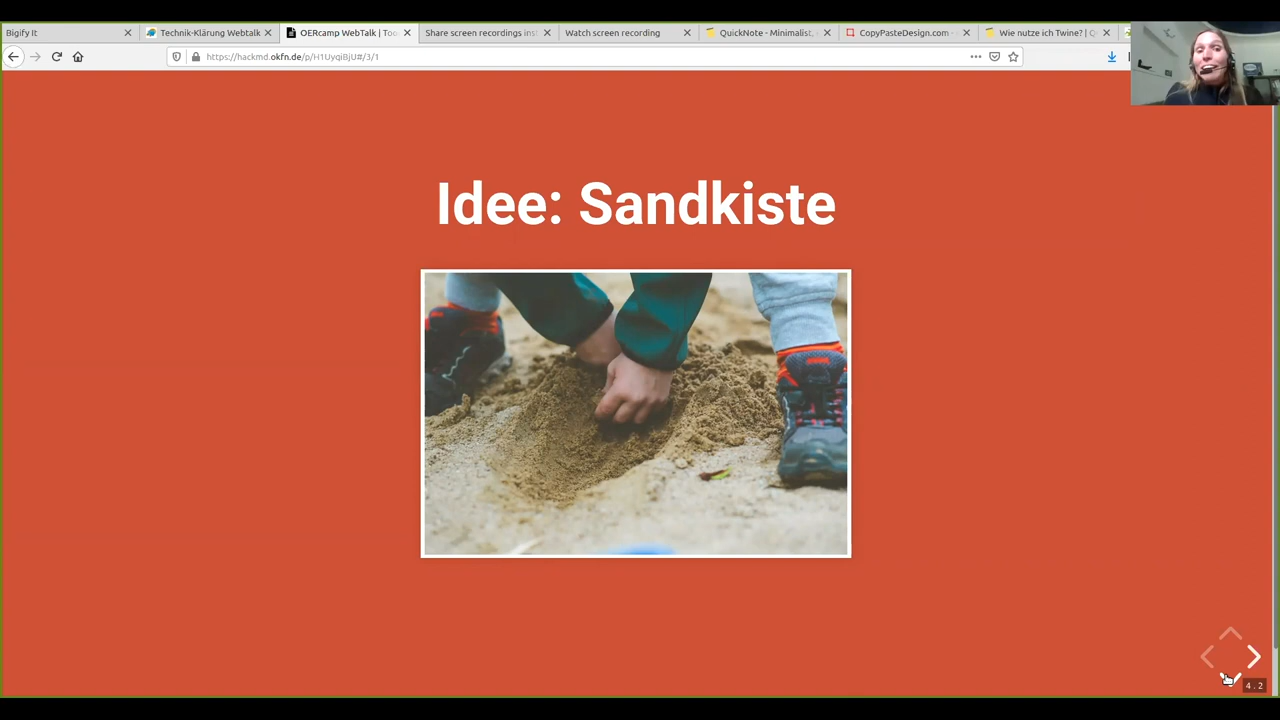 Bigify It
Technik-Klärung Webtalk
OERcamp WebTalk | Too
Share screen recordings ins
Watch screen recording
QuickNote - Minimalist,
CopyPasteDesign.com -
Wie nutze ich Twine? |
https://hackmd.okfn.de/p/H1UyqiBjU#/3/1
Idee: Sandkiste
4.2